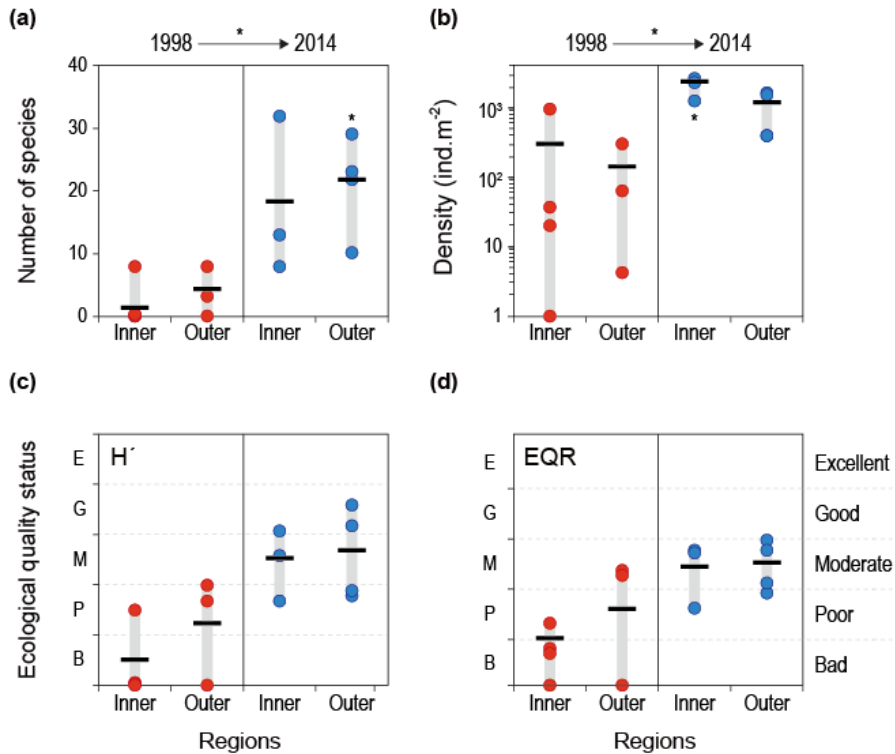 (a)
1998 * 2014
Number of species
40
30
20
10
0
*
Inner Outer Inner Outer
(b)
1998 * 2014
Density (ind.m⁻²)
10³
10²
10
1
*
Inner Outer Inner Outer
(c)
Ecological quality status
H´
E
G
M
P
B
Inner Outer Inner Outer
Regions
(d)
EQR
E Excellent
G Good
M Moderate
P Poor
B Bad
Inner Outer Inner Outer
Regions